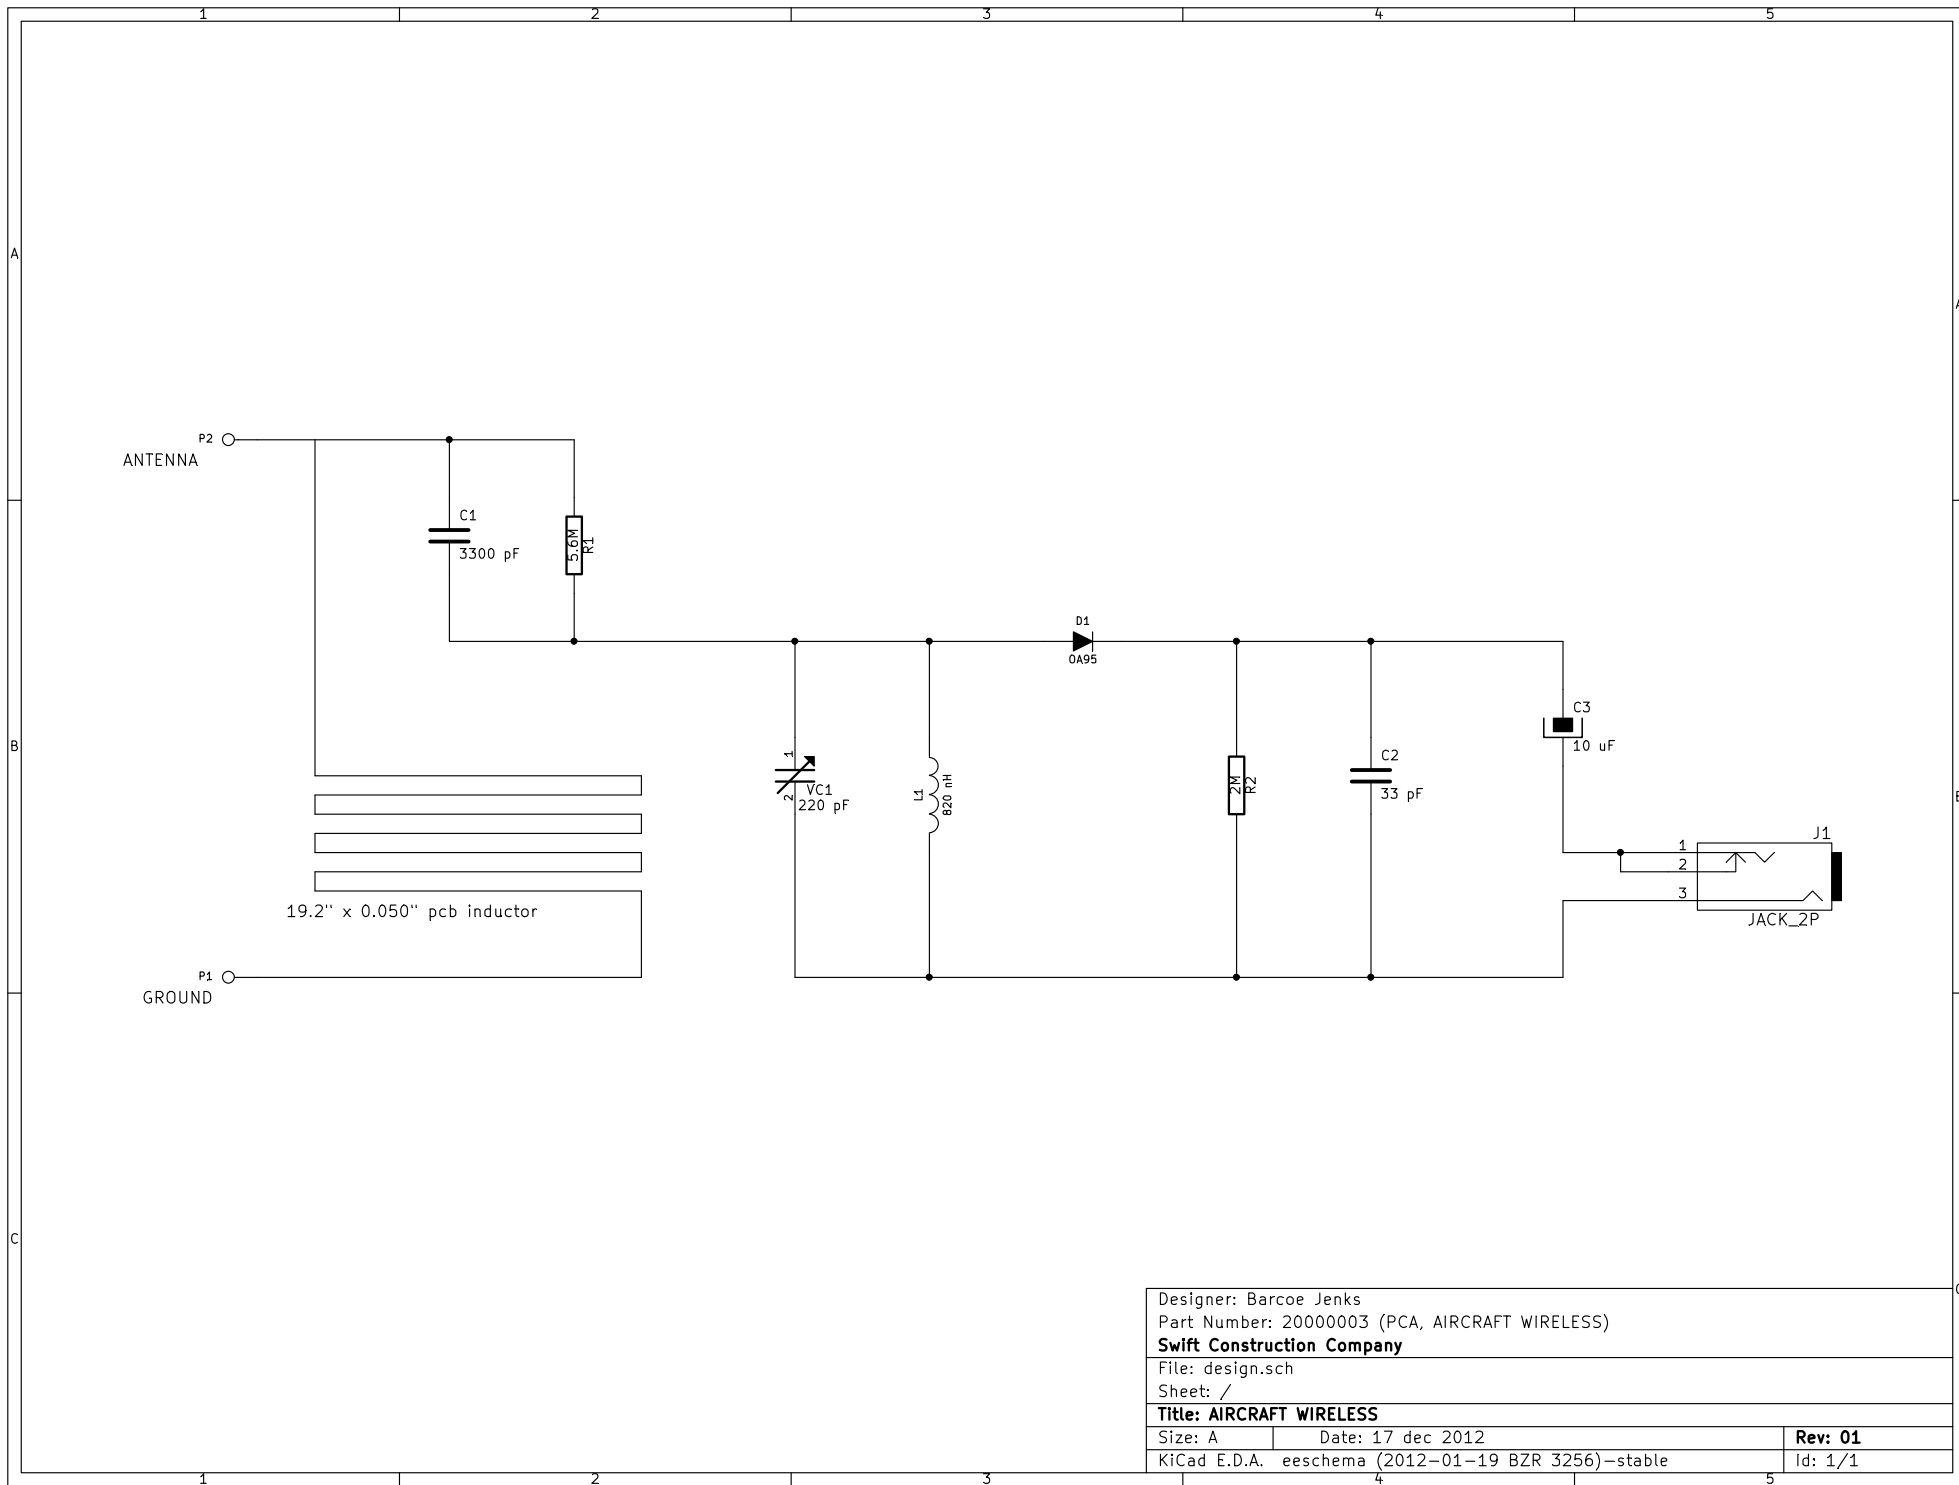 1 2 3 4 5
A
A
P2
ANTENNA
C1
3300 pF
5.6M
R1
D1
OA95
C3
10 uF
B
1
2
VC1
220 pF
L1
820 nH
2M
R2
C2
33 pF
B
J1
1
2
3
JACK_2P
19.2" x 0.050" pcb inductor
P1
GROUND
C
C
Designer: Barcoe Jenks
Part Number: 20000003 (PCA, AIRCRAFT WIRELESS)
Swift Construction Company
File: design.sch
Sheet: /
Title: AIRCRAFT WIRELESS
Size: A Date: 17 dec 2012 Rev: 01
KiCad E.D.A. eeschema (2012-01-19 BZR 3256)-stable Id: 1/1
1 2 3 4 5